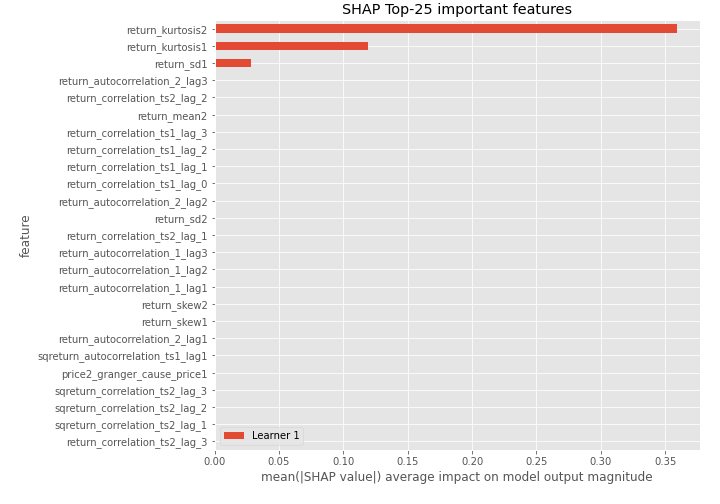 SHAP Top-25 important features
return_kurtosis2
return_kurtosis1
return_sd1
return_autocorrelation_2_lag3
return_correlation_ts2_lag_2
return_mean2
return_correlation_ts1_lag_3
return_correlation_ts1_lag_2
return_correlation_ts1_lag_1
return_correlation_ts1_lag_0
return_autocorrelation_2_lag2
return_sd2
return_correlation_ts2_lag_1
return_autocorrelation_1_lag3
return_autocorrelation_1_lag2
return_autocorrelation_1_lag1
return_skew2
return_skew1
return_autocorrelation_2_lag1
sqreturn_autocorrelation_ts1_lag1
price2_granger_cause_price1
sqreturn_correlation_ts2_lag_3
sqreturn_correlation_ts2_lag_2
sqreturn_correlation_ts2_lag_1
return_correlation_ts2_lag_3
feature
Learner 1
0.00 0.05 0.10 0.15 0.20 0.25 0.30 0.35
mean(|SHAP value|) average impact on model output magnitude